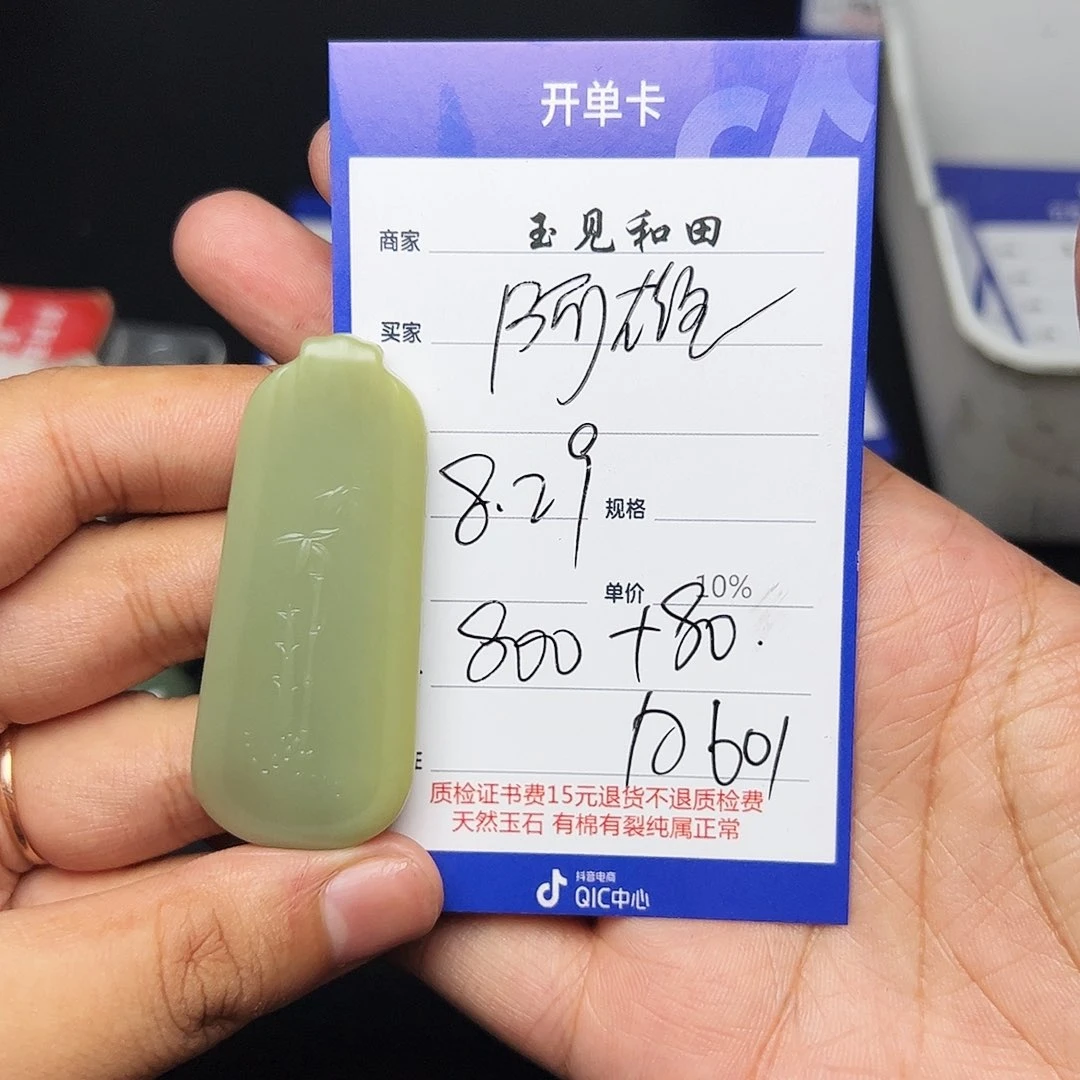 开单卡
商家 玉见和田
买家 阿雄
8.29 规格
单价 10%
800 +80.
601
质检证书费15元退货不退质检费
天然玉石 有棉有裂纯属正常
抖音电商
QIC中心